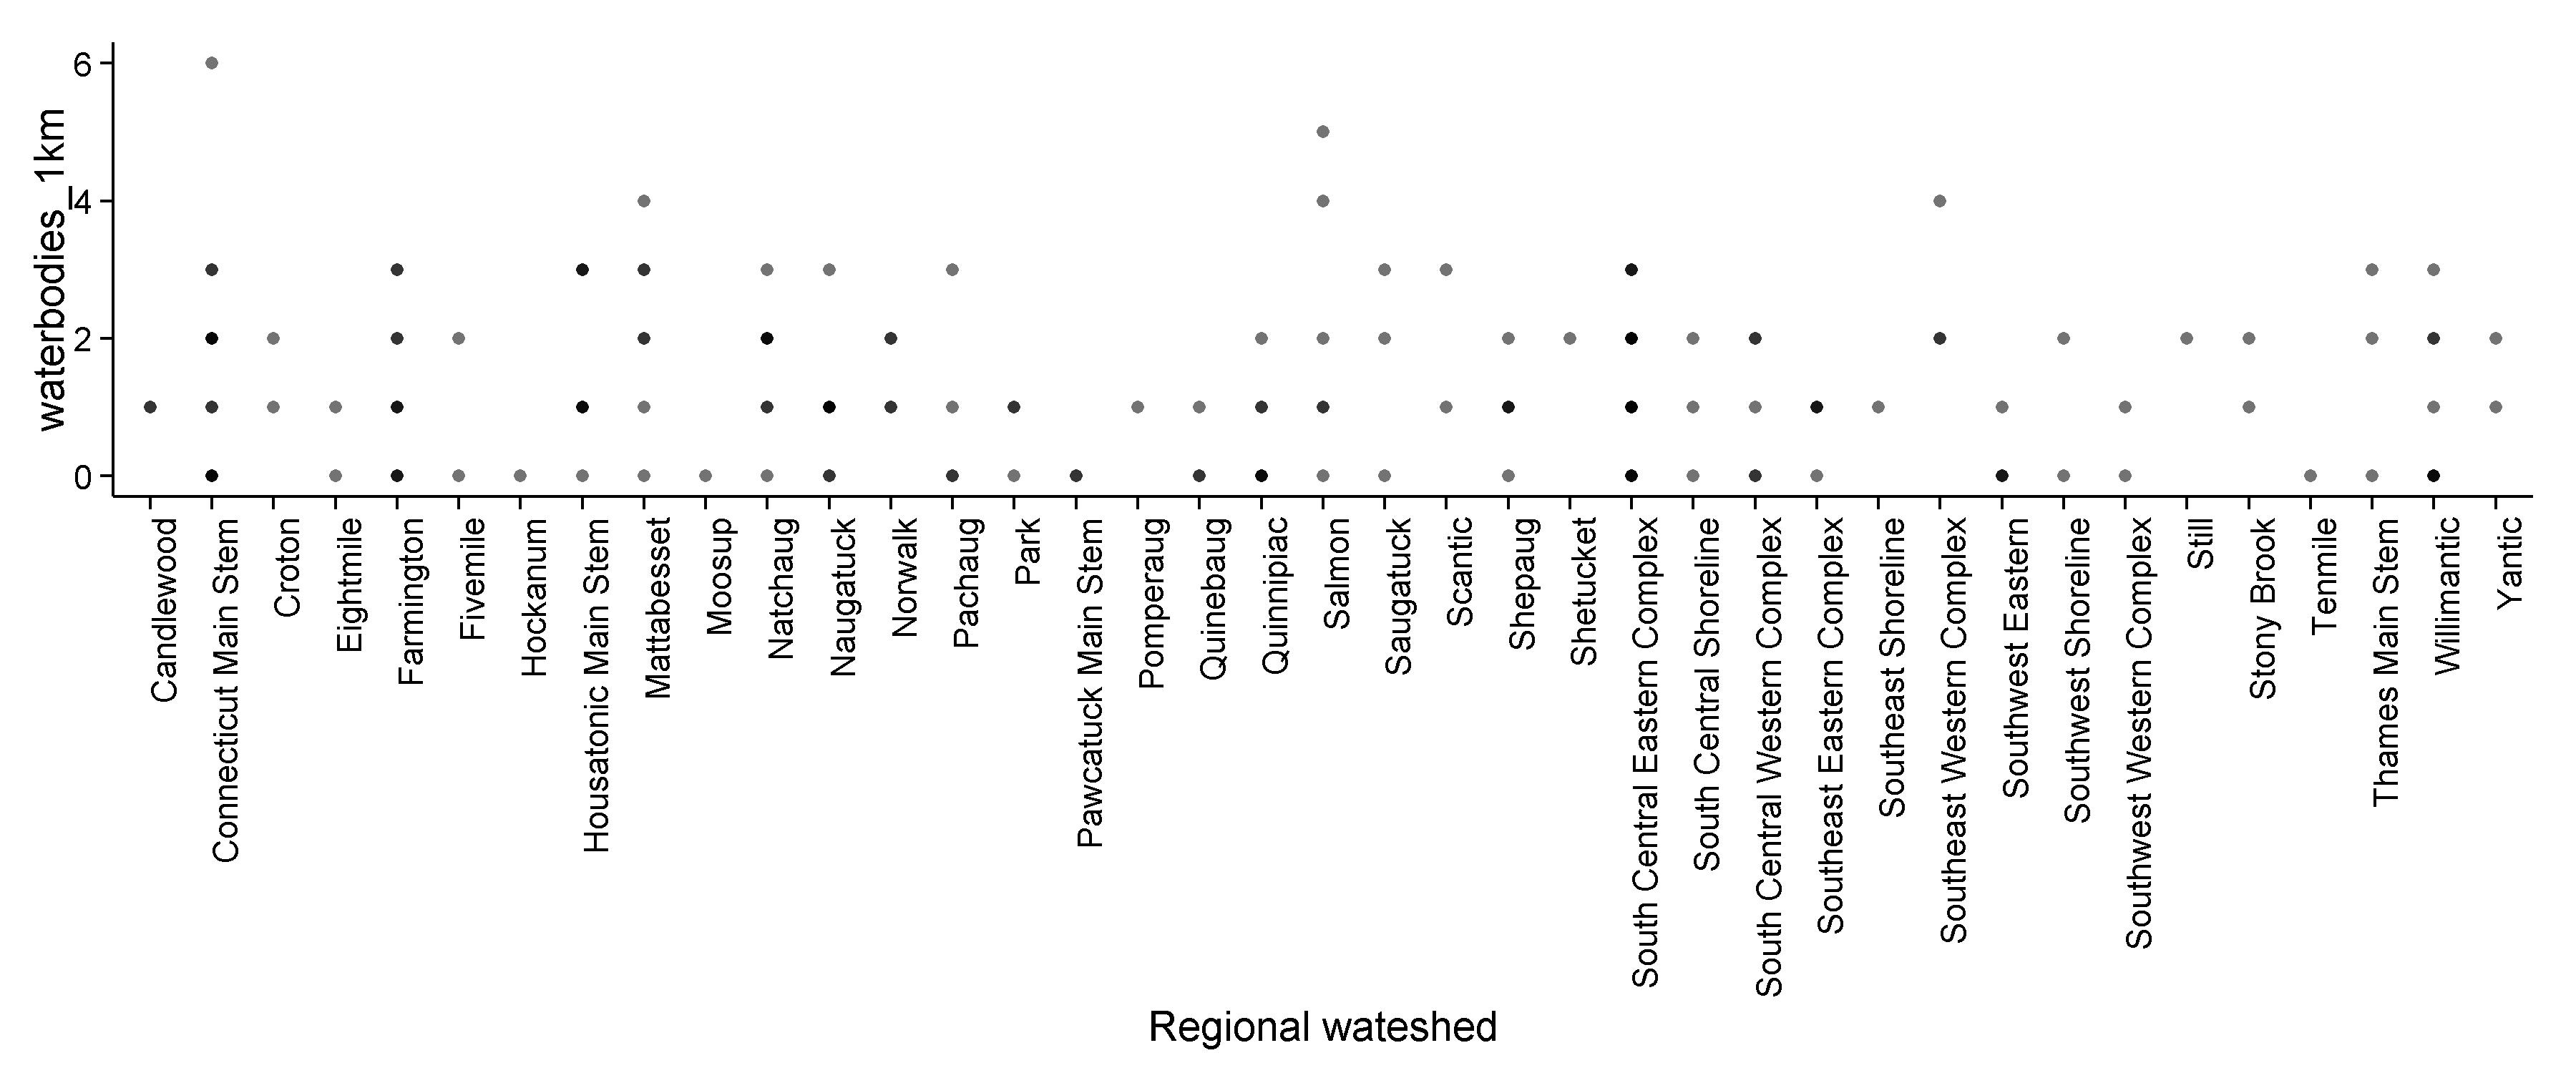 6
4
2
0
waterbodies_1km
Candlewood
Connecticut Main Stem
Croton
Eightmile
Farmington
Fivemile
Hockanum
Housatonic Main Stem
Mattabesset
Moosup
Natchaug
Naugatuck
Norwalk
Pachaug
Park
Pawcatuck Main Stem
Pomperaug
Quinebaug
Quinnipiac
Salmon
Saugatuck
Scantic
Shepaug
Shetucket
South Central Eastern Complex
South Central Shoreline
South Central Western Complex
Southeast Eastern Complex
Southeast Shoreline
Southeast Western Complex
Southwest Eastern
Southwest Shoreline
Southwest Western Complex
Still
Stony Brook
Tenmile
Thames Main Stem
Willimantic
Yantic
Regional wateshed